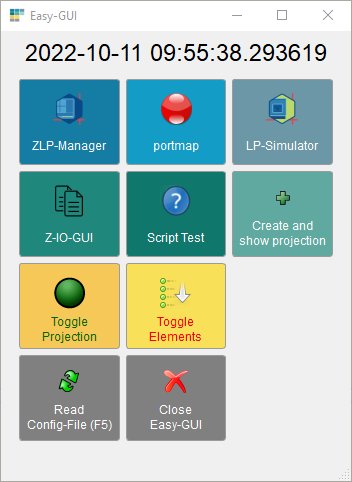 Easy-GUI
2022-10-11 09:55:38.293619
ZLP-Manager
portmap
LP-Simulator
Z-IO-GUI
Script Test
Create and
show projection
Toggle
Projection
Toggle
Elements
Read
Config-File (F5)
Close
Easy-GUI